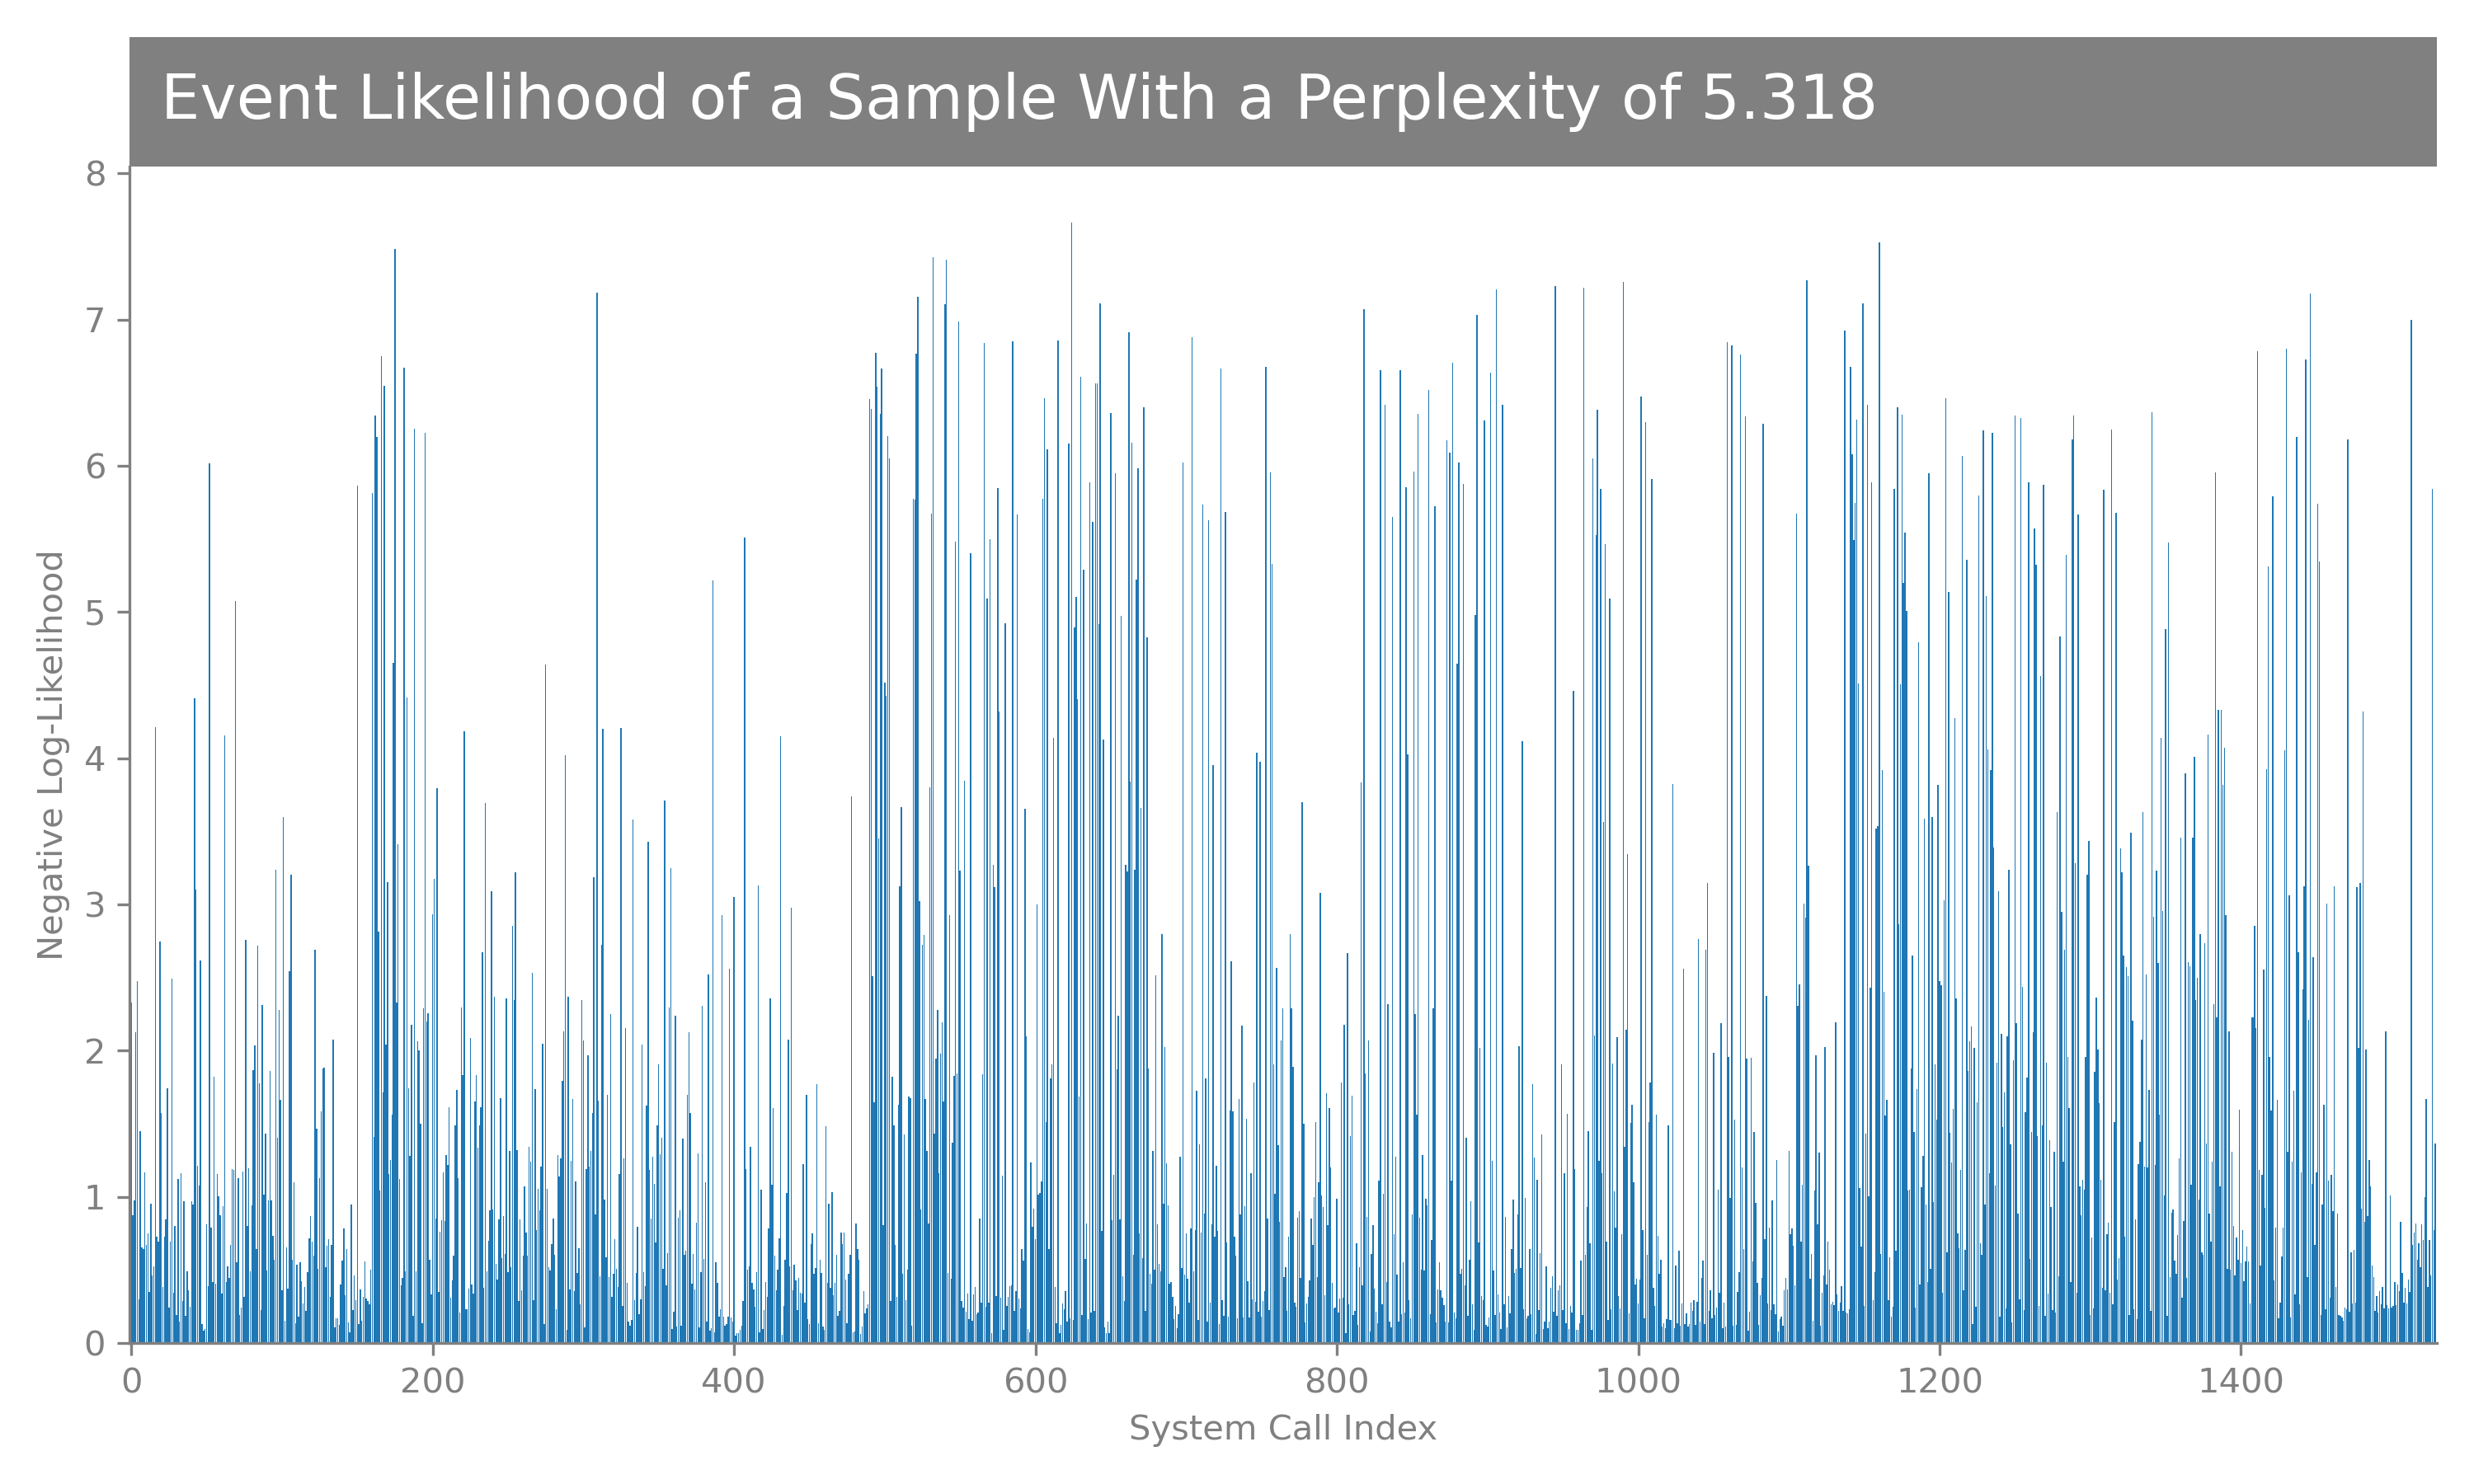 Event Likelihood of a Sample With a Perplexity of 5.318
8
7
6
5
4
3
2
1
0
Negative Log-Likelihood
0 200 400 600 800 1000 1200 1400
System Call Index